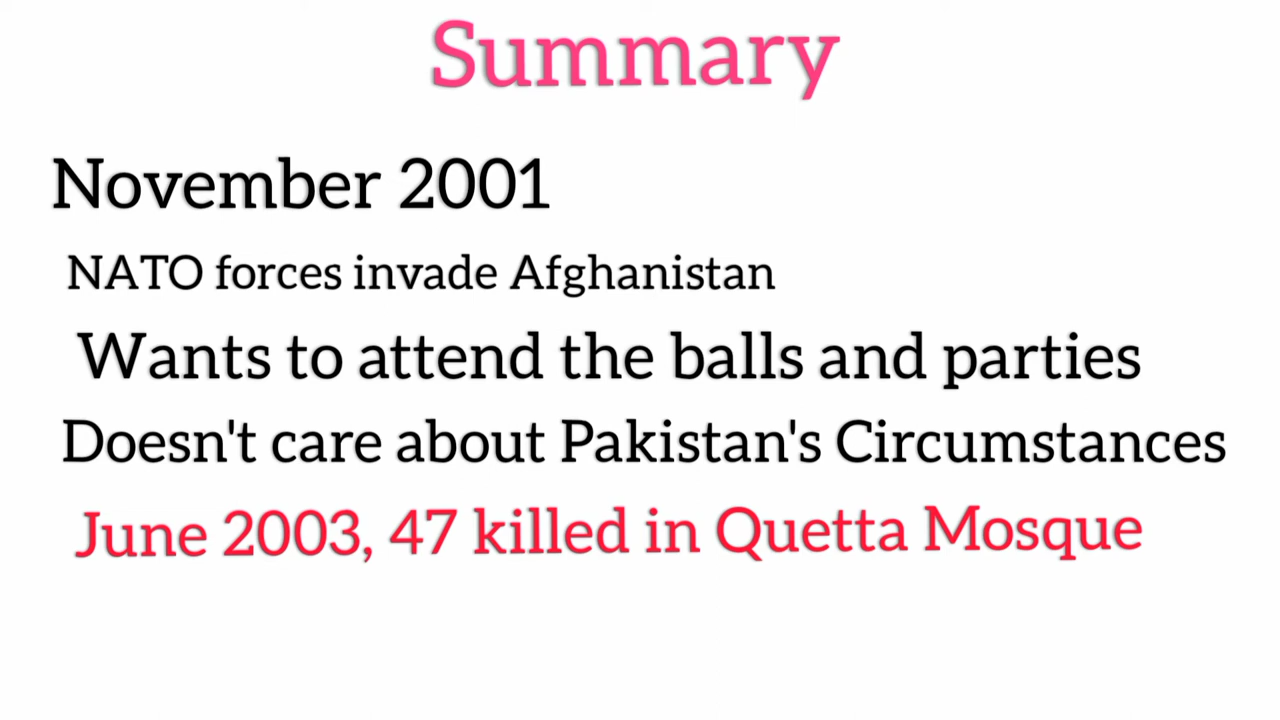 Summary
November 2001
NATO forces invade Afghanistan
Wants to attend the balls and parties
Doesn't care about Pakistan's Circumstances
June 2003, 47 killed in Quetta Mosque